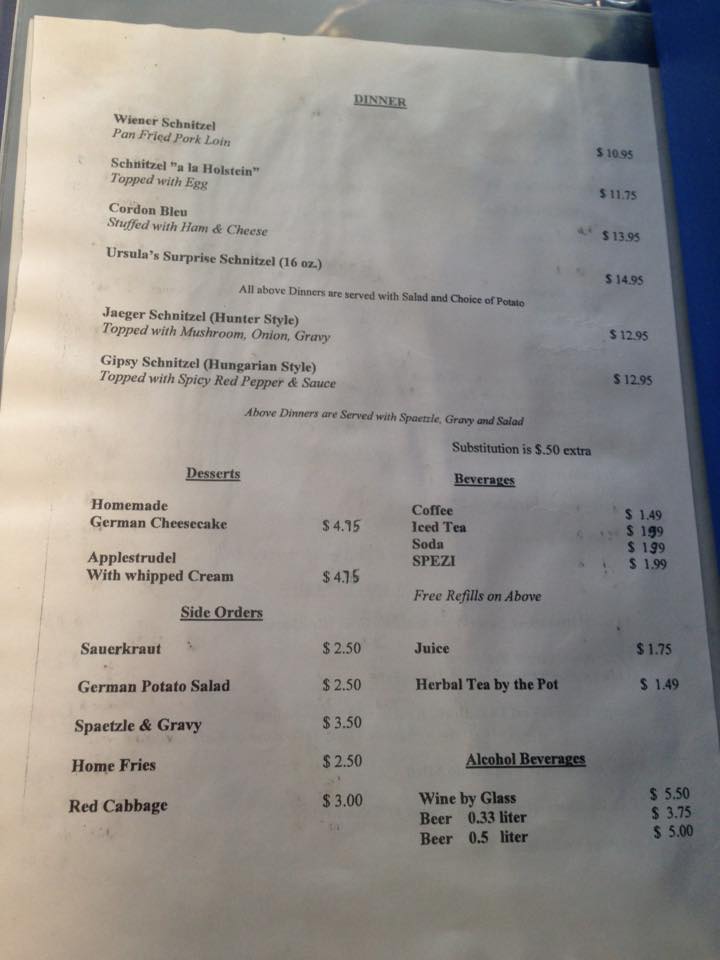 DINNER
Wiener Schnitzel
Pan Fried Pork Loin
$ 10.95
Schnitzel "a la Holstein"
Topped with Egg
$ 11.75
Cordon Bleu
Stuffed with Ham & Cheese
$ 13.95
Ursula's Surprise Schnitzel (16 oz.)
$ 14.95
All above Dinners are served with Salad and Choice of Potato
Jaeger Schnitzel (Hunter Style)
Topped with Mushroom, Onion, Gravy
$ 12.95
Gipsy Schnitzel (Hungarian Style)
Topped with Spicy Red Pepper & Sauce
$ 12.95
Above Dinners are Served with Spaetzle, Gravy and Salad
Substitution is $.50 extra
Desserts
Homemade
German Cheesecake $ 4.75
Applestrudel
With whipped Cream $ 4.75
Side Orders
Sauerkraut $ 2.50
German Potato Salad $ 2.50
Spaetzle & Gravy $ 3.50
Home Fries $ 2.50
Red Cabbage $ 3.00
Beverages
Coffee $ 1.49
Iced Tea $ 199
Soda $ 199
SPEZI $ 1.99
Free Refills on Above
Juice $ 1.75
Herbal Tea by the Pot $ 1.49
Alcohol Beverages
Wine by Glass $ 5.50
Beer 0.33 liter $ 3.75
Beer 0.5 liter $ 5.00